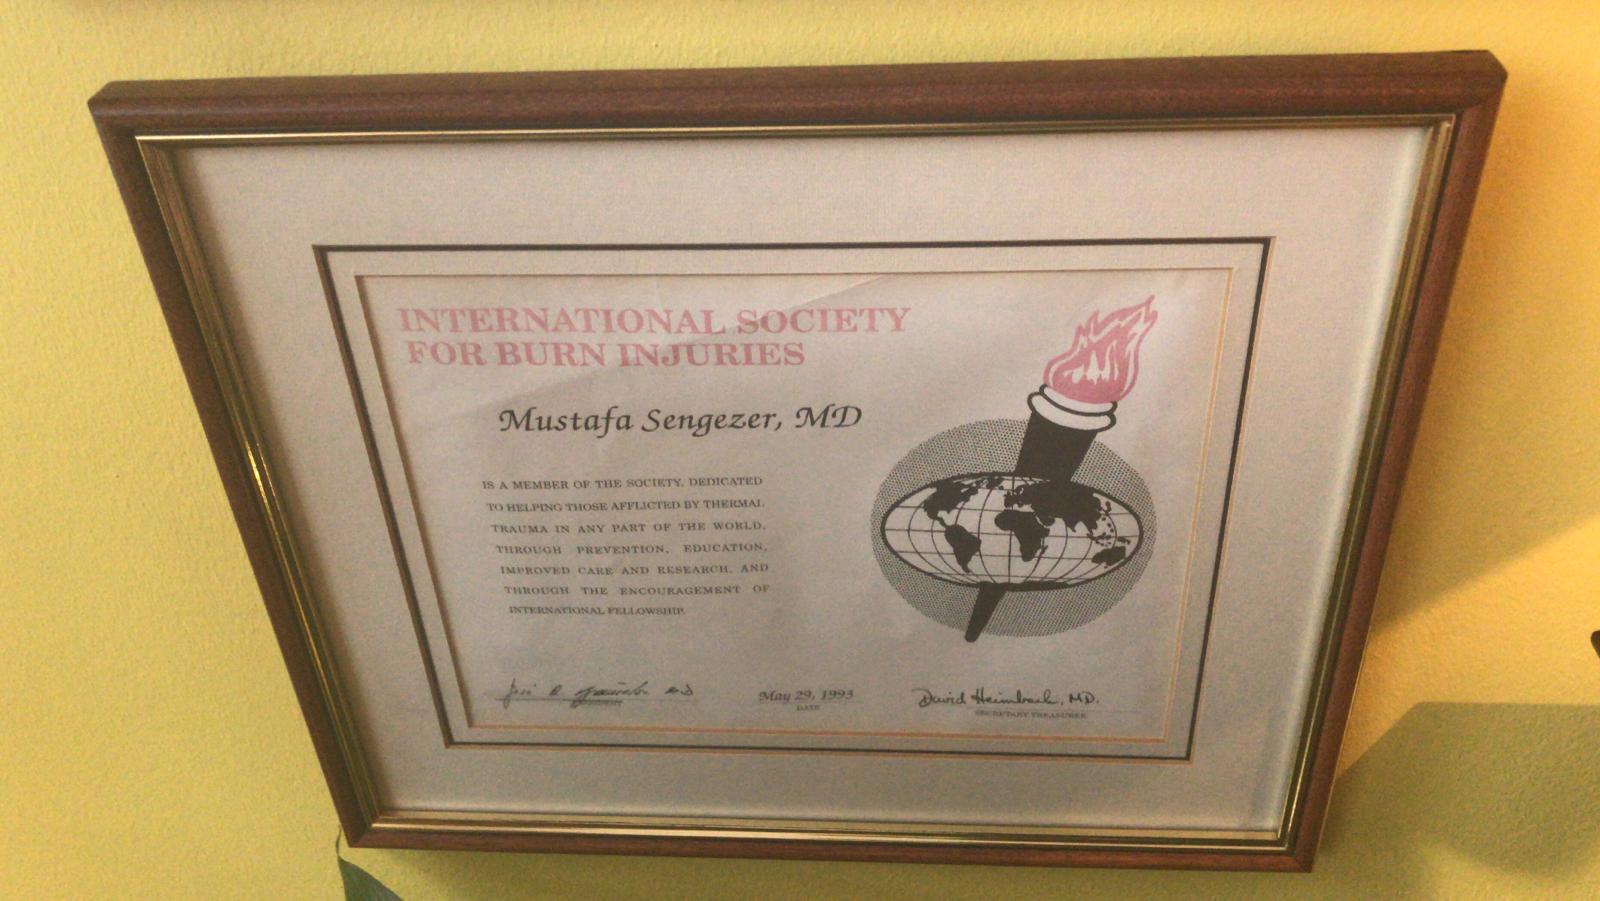 INTERNATIONAL SOCIETY
FOR BURN INJURIES
Mustafa Sengezer, MD
IS A MEMBER OF THE SOCIETY, DEDICATED
TO HELPING THOSE AFFLICTED BY THERMAL
TRAUMA IN ANY PART OF THE WORLD,
THROUGH PREVENTION, EDUCATION,
IMPROVED CARE AND RESEARCH, AND
THROUGH THE ENCOURAGEMENT OF
INTERNATIONAL FELLOWSHIP.
May 29, 1993
DATE
David Heimbach, MD.
SECRETARY TREASURER